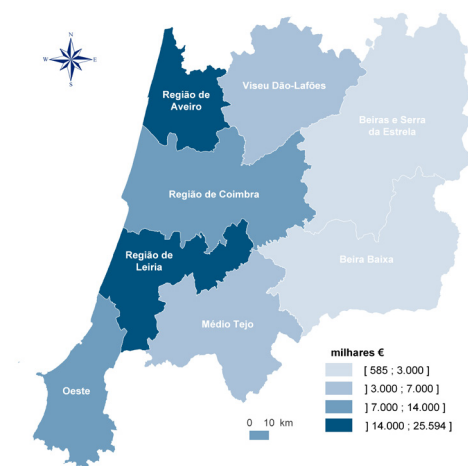 N
W E
S
Região de
Aveiro
Viseu Dão-Lafões
Beiras e Serra
da Estrela
Região de Coimbra
Região de
Leiria
Beira Baixa
Médio Tejo
Oeste
milhares €
[ 585 ; 3.000 ]
] 3.000 ; 7.000 ]
] 7.000 ; 14.000 ]
] 14.000 ; 25.594 ]
0 10 km